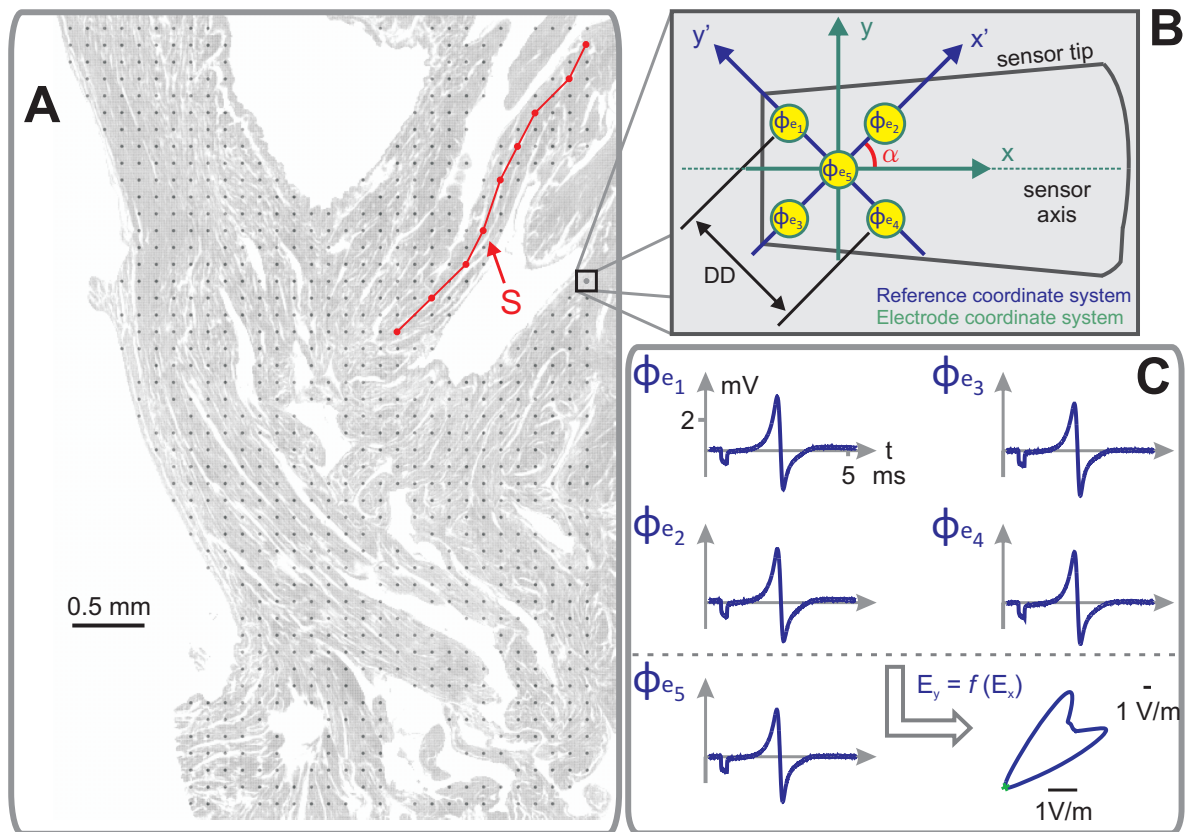 A
S
0.5 mm
B
y'
y
x'
sensor tip
Φe1
Φe2
α
x
Φe5
Φe3
Φe4
sensor
axis
DD
Reference coordinate system
Electrode coordinate system
C
Φe1
mV
2
t
5 ms
Φe3
Φe2
Φe4
Φe5
Ey = f (Ex)
1 V/m
1V/m